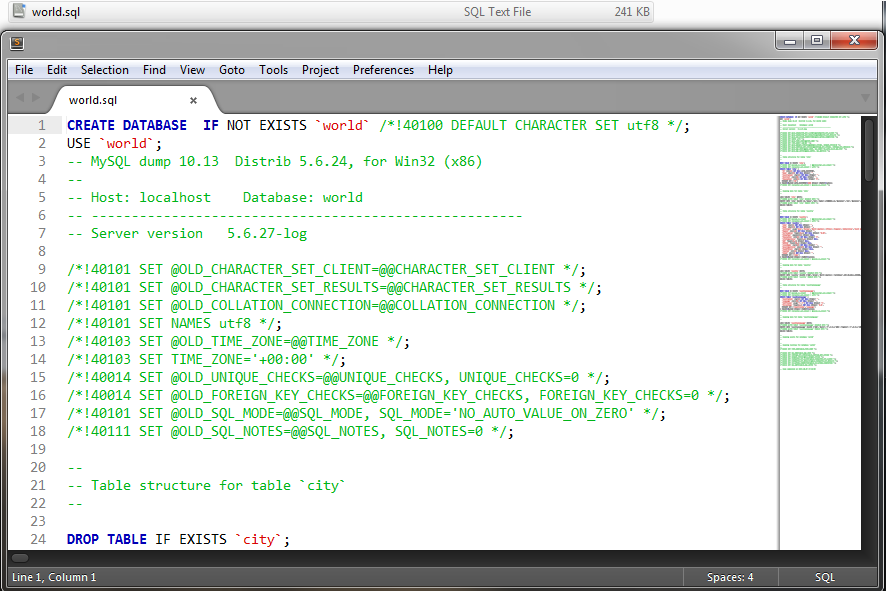 world.sql SQL Text File 241 KB
File Edit Selection Find View Goto Tools Project Preferences Help
world.sql
1 CREATE DATABASE  IF NOT EXISTS `world` /*!40100 DEFAULT CHARACTER SET utf8 */;
2 USE `world`;
3 -- MySQL dump 10.13  Distrib 5.6.24, for Win32 (x86)
4 --
5 -- Host: localhost    Database: world
6 -- ------------------------------------------------------
7 -- Server version   5.6.27-log
8
9 /*!40101 SET @OLD_CHARACTER_SET_CLIENT=@@CHARACTER_SET_CLIENT */;
10 /*!40101 SET @OLD_CHARACTER_SET_RESULTS=@@CHARACTER_SET_RESULTS */;
11 /*!40101 SET @OLD_COLLATION_CONNECTION=@@COLLATION_CONNECTION */;
12 /*!40101 SET NAMES utf8 */;
13 /*!40103 SET @OLD_TIME_ZONE=@@TIME_ZONE */;
14 /*!40103 SET TIME_ZONE='+00:00' */;
15 /*!40014 SET @OLD_UNIQUE_CHECKS=@@UNIQUE_CHECKS, UNIQUE_CHECKS=0 */;
16 /*!40014 SET @OLD_FOREIGN_KEY_CHECKS=@@FOREIGN_KEY_CHECKS, FOREIGN_KEY_CHECKS=0 */;
17 /*!40101 SET @OLD_SQL_MODE=@@SQL_MODE, SQL_MODE='NO_AUTO_VALUE_ON_ZERO' */;
18 /*!40111 SET @OLD_SQL_NOTES=@@SQL_NOTES, SQL_NOTES=0 */;
19
20 --
21 -- Table structure for table `city`
22 --
23
24 DROP TABLE IF EXISTS `city`;
Line 1, Column 1 Spaces: 4 SQL